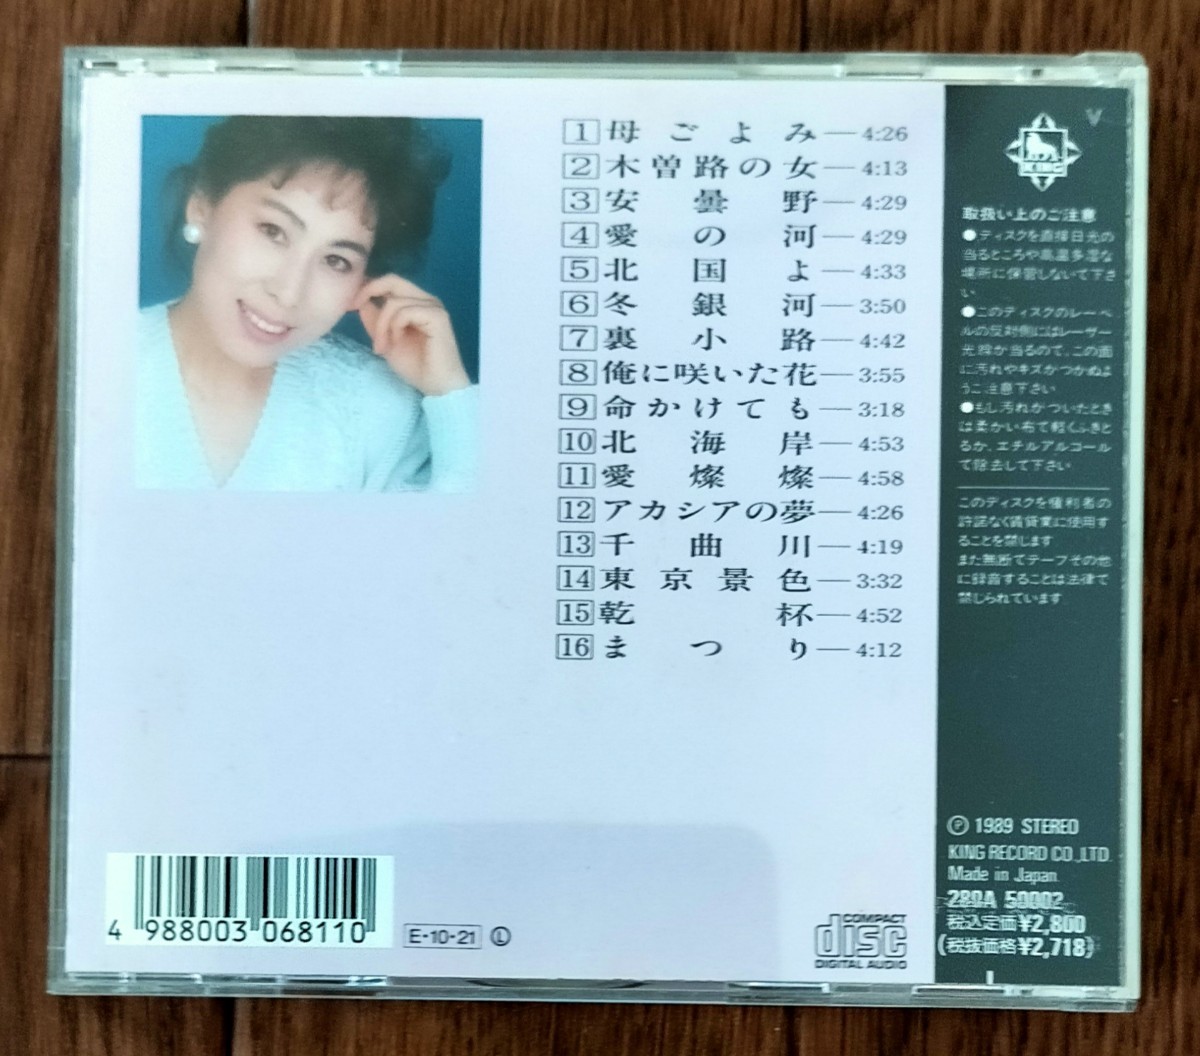 1 母ごよみ—4:26
2 木曽路の女—4:13
3 安曇野—4:29
4 愛の河—4:29
5 北国よ—4:33
6 冬銀河—3:50
7 裏小路—4:42
8 俺に咲いた花—3:55
9 命かけても—3:18
10 北海岸—4:53
11 愛燦燦—4:58
12 アカシアの夢—4:26
13 千曲川—4:19
14 東京景色—3:32
15 乾杯—4:52
16 まつり—4:12
4 988003 068110
E-10-21 Ⓛ
COMPACT
disc
DIGITAL AUDIO
V
KING
取扱い上のご注意
●ディスクを直接日光の
当るところや高温多湿な
場所に保管しないで下さ
い
●このディスクのレーベ
ルの反対側にはレーザー
光線が当るので、この面
に汚れやキズがつかぬよ
うご注意下さい
●もし汚れがついたとき
は柔かい布で軽くふきと
るか、エチルアルコール
で除去して下さい
このディスクを権利者の
許諾なく賃貸業に使用す
ることを禁じます
また無断でテープその他
に録音することは法律で
禁じられています
Ⓟ 1989 STEREO
KING RECORD CO.,LTD.
Made in Japan.
280A 50002
税込定価¥2,800
(税抜価格¥2,718)